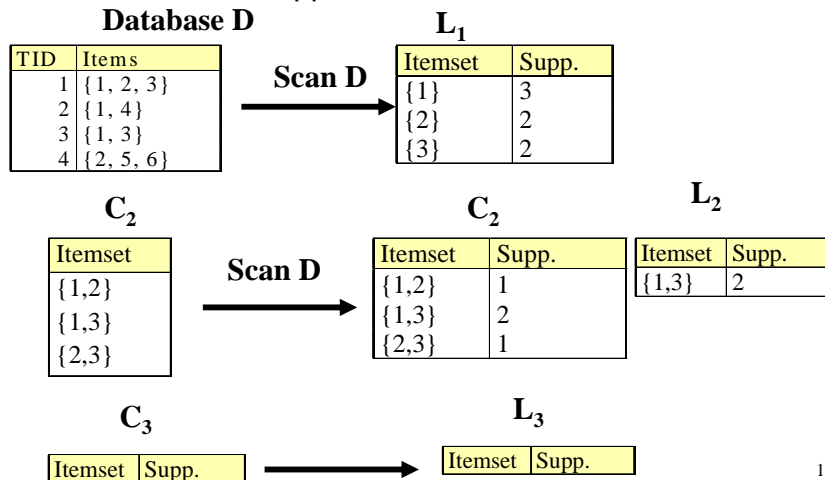 Database D
L1
TID Items
1 {1, 2, 3}
2 {1, 4}
3 {1, 3}
4 {2, 5, 6}
Scan D
Itemset Supp.
{1} 3
{2} 2
{3} 2
C2
Itemset
{1,2}
{1,3}
{2,3}
Scan D
C2
Itemset Supp.
{1,2} 1
{1,3} 2
{2,3} 1
L2
Itemset Supp.
{1,3} 2
C3
Itemset Supp.
L3
Itemset Supp.
1